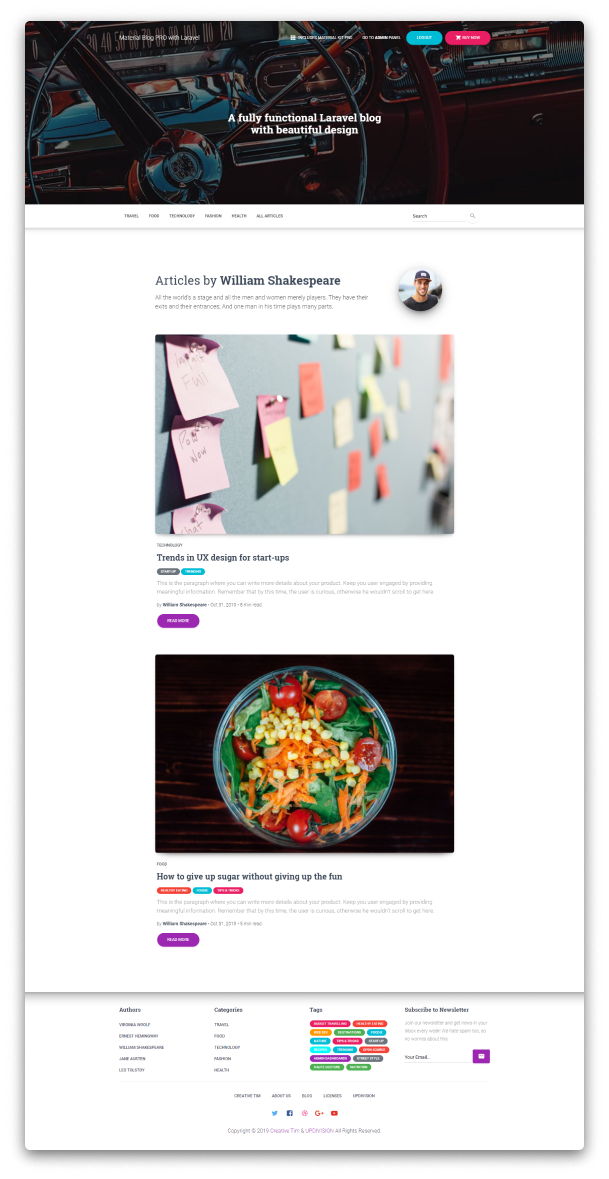 Material Blog PRO with Laravel
INCLUDES MATERIAL KIT PRO
GO TO ADMIN PANEL
LOGOUT
BUY NOW
A fully functional Laravel blog
with beautiful design
TRAVEL FOOD TECHNOLOGY FASHION HEALTH ALL ARTICLES
Search
Articles by William Shakespeare
All the world's a stage and all the men and women merely players. They have their
exits and their entrances; And one man in his time plays many parts.
TECHNOLOGY
Trends in UX design for start-ups
STARTUP TRENDING
This is the paragraph where you can write more details about your product. Keep you user engaged by providing
meaningful information. Remember that by this time, the user is curious, otherwise he wouldn't scroll to get here.
by William Shakespeare - Oct 31, 2019 - 8 min read
READ MORE
FOOD
How to give up sugar without giving up the fun
HEALTHY EATING FOODIE TIPS & TRICKS
This is the paragraph where you can write more details about your product. Keep you user engaged by providing
meaningful information. Remember that by this time, the user is curious, otherwise he wouldn't scroll to get here.
by William Shakespeare - Oct 31, 2019 - 5 min read
READ MORE
Authors
VIRGINIA WOOLF
ERNEST HEMINGWAY
WILLIAM SHAKESPEARE
JANE AUSTEN
LEO TOLSTOY
Categories
TRAVEL
FOOD
TECHNOLOGY
FASHION
HEALTH
Tags
BUDGET TRAVELING HEALTHY EATING
WEB DEV DESTINATIONS FOODIE
NATURE TIPS & TRICKS STARTUP
TRENDING OPEN-SOURCE
ADMIN DASHBOARDS STREET STYLE
HAUTE COUTURE NUTRITION
Subscribe to Newsletter
Join our newsletter and get news in your
inbox every week! We hate spam too, so
no worries about this.
Your Email...
CREATIVE TIM ABOUT US BLOG LICENSES UPDIVISION
Copyright © 2019 Creative Tim & UPDIVISION All Rights Reserved.